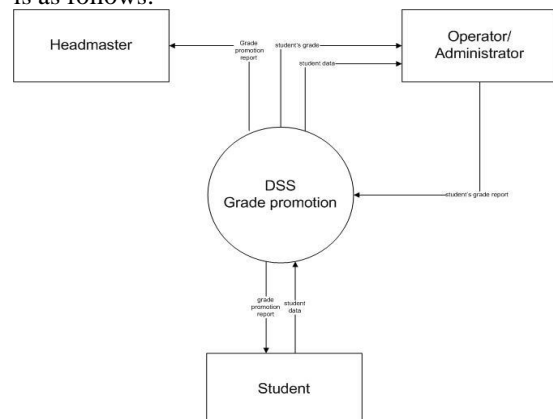 is as follows:
Headmaster
Grade
promotion
report
student's grade
student data
Operator/
Administrator
DSS
Grade promotion
student's grade report
grade
promotion
report
student
data
Student